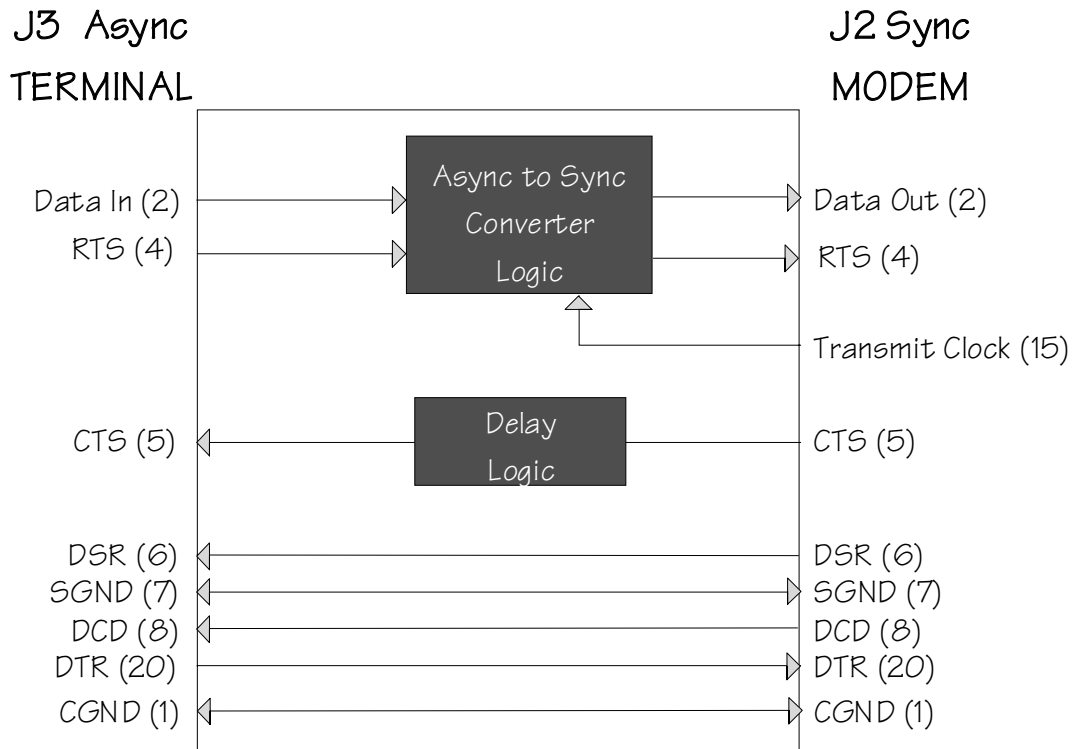 J3 Async
TERMINAL
J2 Sync
MODEM
Async to Sync
Converter
Logic
Data In (2)
Data Out (2)
RTS (4)
RTS (4)
Transmit Clock (15)
Delay
Logic
CTS (5)
CTS (5)
DSR (6)
DSR (6)
SGND (7)
SGND (7)
DCD (8)
DCD (8)
DTR (20)
DTR (20)
CGND (1)
CGND (1)